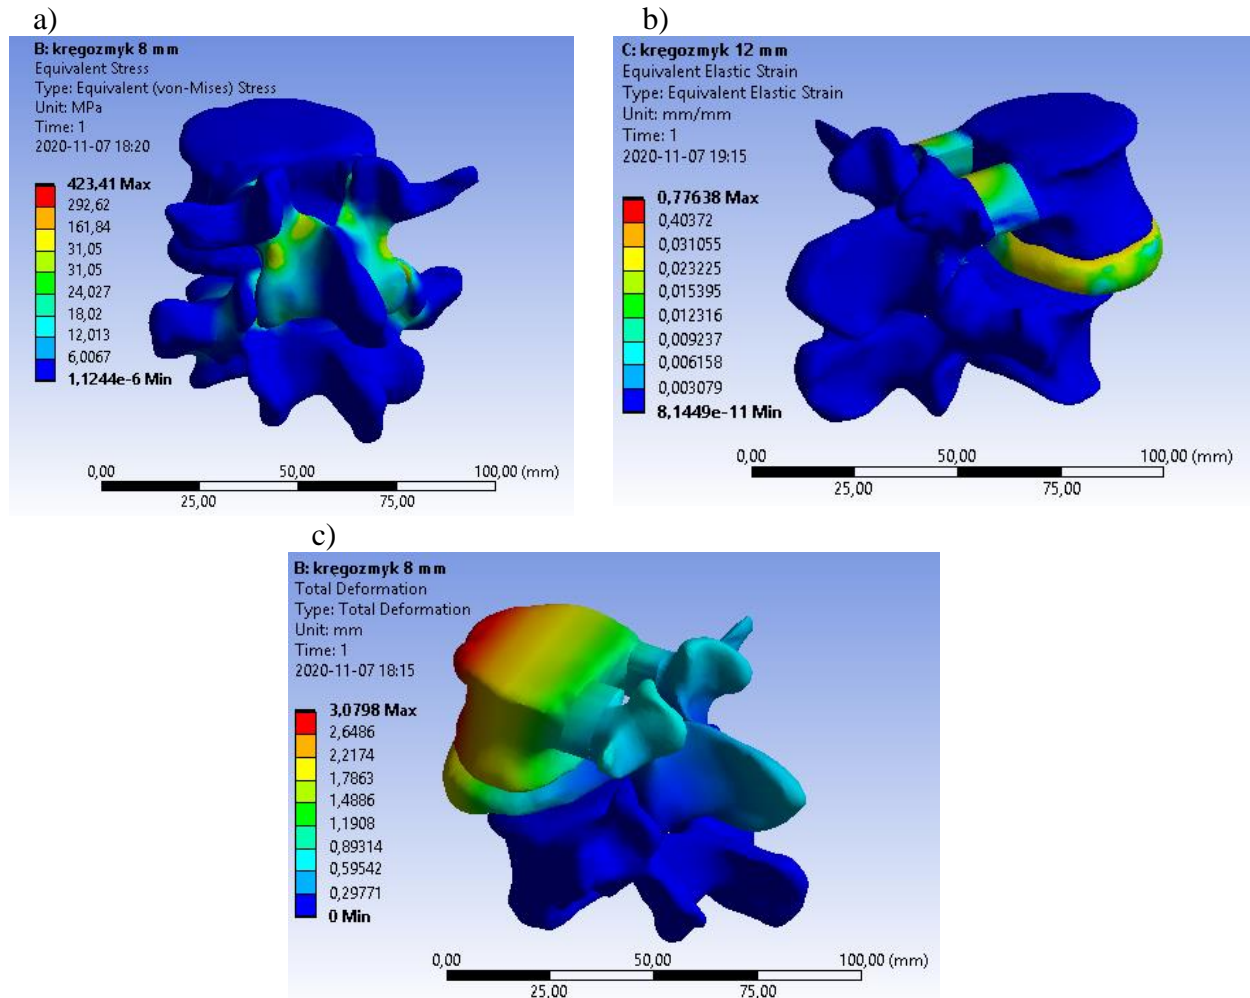 a)
B: kręgozmyk 8 mm
Equivalent Stress
Type: Equivalent (von-Mises) Stress
Unit: MPa
Time: 1
2020-11-07 18:20
423,41 Max
292,62
161,84
31,05
31,05
24,027
18,02
12,013
6,0067
1,1244e-6 Min
0,00 50,00 100,00 (mm)
25,00 75,00
b)
C: kręgozmyk 12 mm
Equivalent Elastic Strain
Type: Equivalent Elastic Strain
Unit: mm/mm
Time: 1
2020-11-07 19:15
0,77638 Max
0,40372
0,031055
0,023225
0,015395
0,012316
0,009237
0,006158
0,003079
8,1449e-11 Min
0,00 50,00 100,00 (mm)
25,00 75,00
c)
B: kręgozmyk 8 mm
Total Deformation
Type: Total Deformation
Unit: mm
Time: 1
2020-11-07 18:15
3,0798 Max
2,6486
2,2174
1,7863
1,4886
1,1908
0,89314
0,59542
0,29771
0 Min
0,00 50,00 100,00 (mm)
25,00 75,00